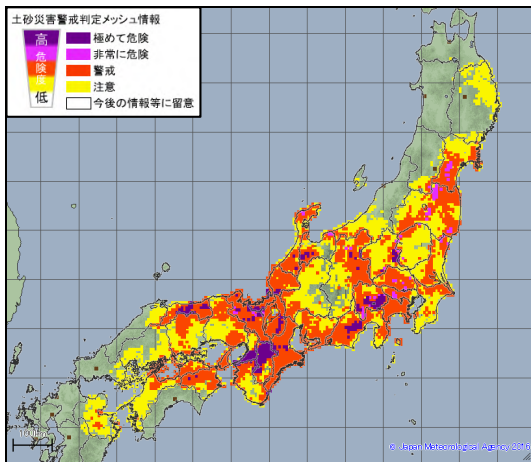 土砂災害警戒判定メッシュ情報
高
危険度
低
極めて危険
非常に危険
警戒
注意
今後の情報等に留意
100km
© Japan Meteorological Agency 2016